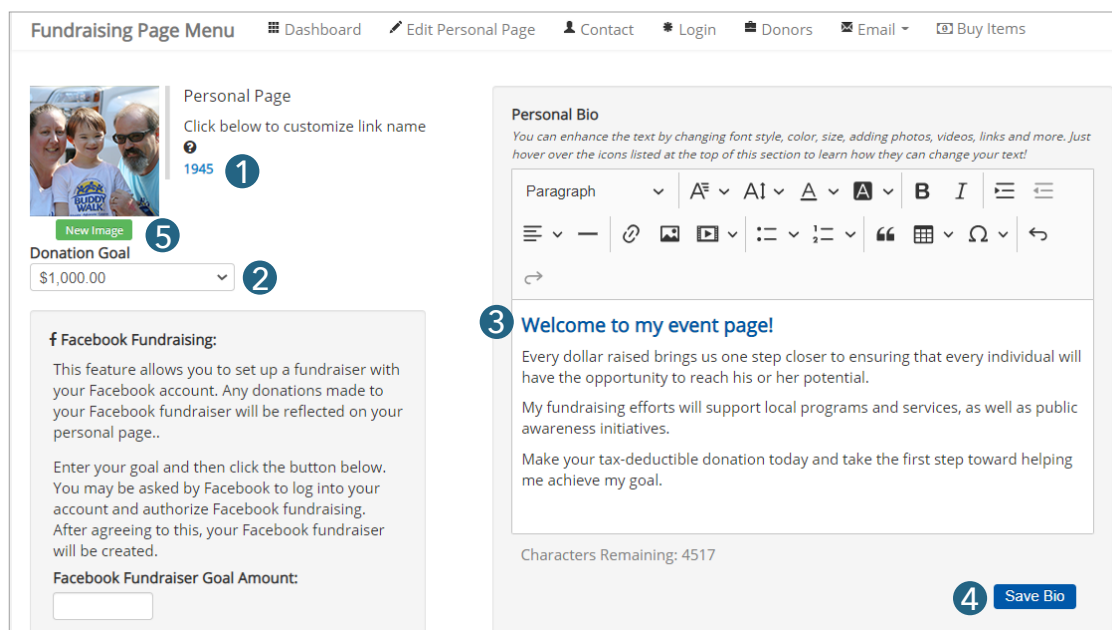 Fundraising Page Menu Dashboard Edit Personal Page Contact Login Donors Email Buy Items
Personal Page
Click below to customize link name
?
1945 1
BUDDY
WALK
New Image 5
Donation Goal
$1,000.00 2
f Facebook Fundraising:
This feature allows you to set up a fundraiser with
your Facebook account. Any donations made to
your Facebook fundraiser will be reflected on your
personal page..
Enter your goal and then click the button below.
You may be asked by Facebook to log into your
account and authorize Facebook fundraising.
After agreeing to this, your Facebook fundraiser
will be created.
Facebook Fundraiser Goal Amount:
Personal Bio
You can enhance the text by changing font style, color, size, adding photos, videos, links and more. Just
hover over the icons listed at the top of this section to learn how they can change your text!
Paragraph A AI A A B I
1 2 “ Ω
3 Welcome to my event page!
Every dollar raised brings us one step closer to ensuring that every individual will
have the opportunity to reach his or her potential.
My fundraising efforts will support local programs and services, as well as public
awareness initiatives.
Make your tax-deductible donation today and take the first step toward helping
me achieve my goal.
Characters Remaining: 4517
4 Save Bio